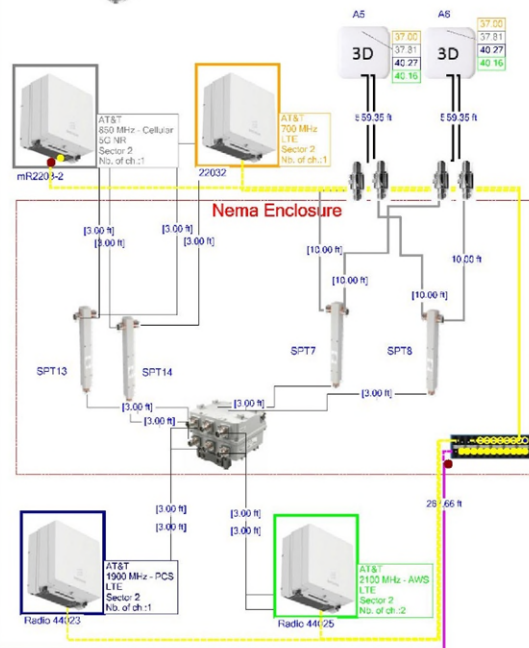 A5
A6
37.00
37.81
40.27
40.16
37.00
37.81
40.27
40.16
3D
3D
AT&T
850 MHz - Cellular
5G NR
Sector 2
Nb. of ch.:1
AT&T
700 MHz
LTE
Sector 2
Nb. of ch.:1
559.35 ft
559.35 ft
mR2203-2
22032
Nema Enclosure
[3.00 ft]
[3.00 ft]
[3.00 ft]
[3.00 ft]
[10.00 ft]
[10.00 ft]
10.00 ft
[10.00 ft]
SPT13
SPT14
SPT7
SPT8
[3.00 ft]
[3.00 ft]
[3.00 ft]
[3.00 ft]
[3.00 ft]
[3.00 ft]
[3.00 ft]
[3.00 ft]
AT&T
1900 MHz - PCS
LTE
Sector 2
Nb. of ch.:1
AT&T
2100 MHz - AWS
LTE
Sector 2
Nb. of ch.:2
Radio 44023
Radio 44025